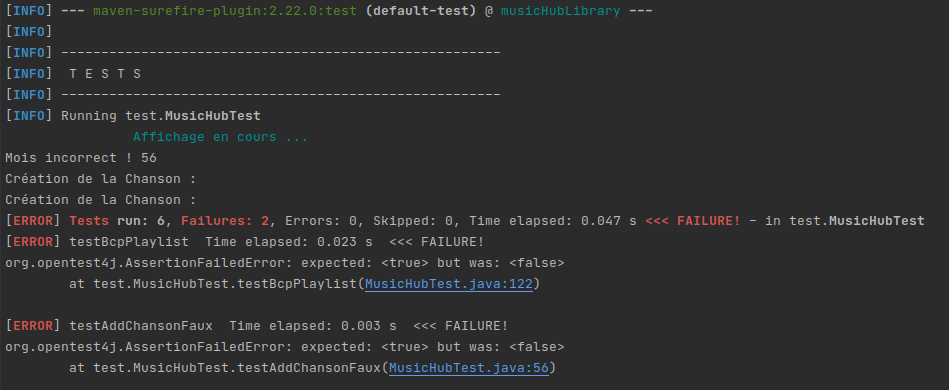 [INFO] --- maven-surefire-plugin:2.22.0:test (default-test) @ musicHubLibrary ---
[INFO]
[INFO] -------------------------------------------------------
[INFO]  T E S T S
[INFO] -------------------------------------------------------
[INFO] Running test.MusicHubTest
                Affichage en cours ...
Mois incorrect ! 56
Création de la Chanson :
Création de la Chanson :
[ERROR] Tests run: 6, Failures: 2, Errors: 0, Skipped: 0, Time elapsed: 0.047 s <<< FAILURE! - in test.MusicHubTest
[ERROR] testBcpPlaylist  Time elapsed: 0.023 s  <<< FAILURE!
org.opentest4j.AssertionFailedError: expected: <true> but was: <false>
        at test.MusicHubTest.testBcpPlaylist(MusicHubTest.java:122)

[ERROR] testAddChansonFaux  Time elapsed: 0.003 s  <<< FAILURE!
org.opentest4j.AssertionFailedError: expected: <true> but was: <false>
        at test.MusicHubTest.testAddChansonFaux(MusicHubTest.java:56)